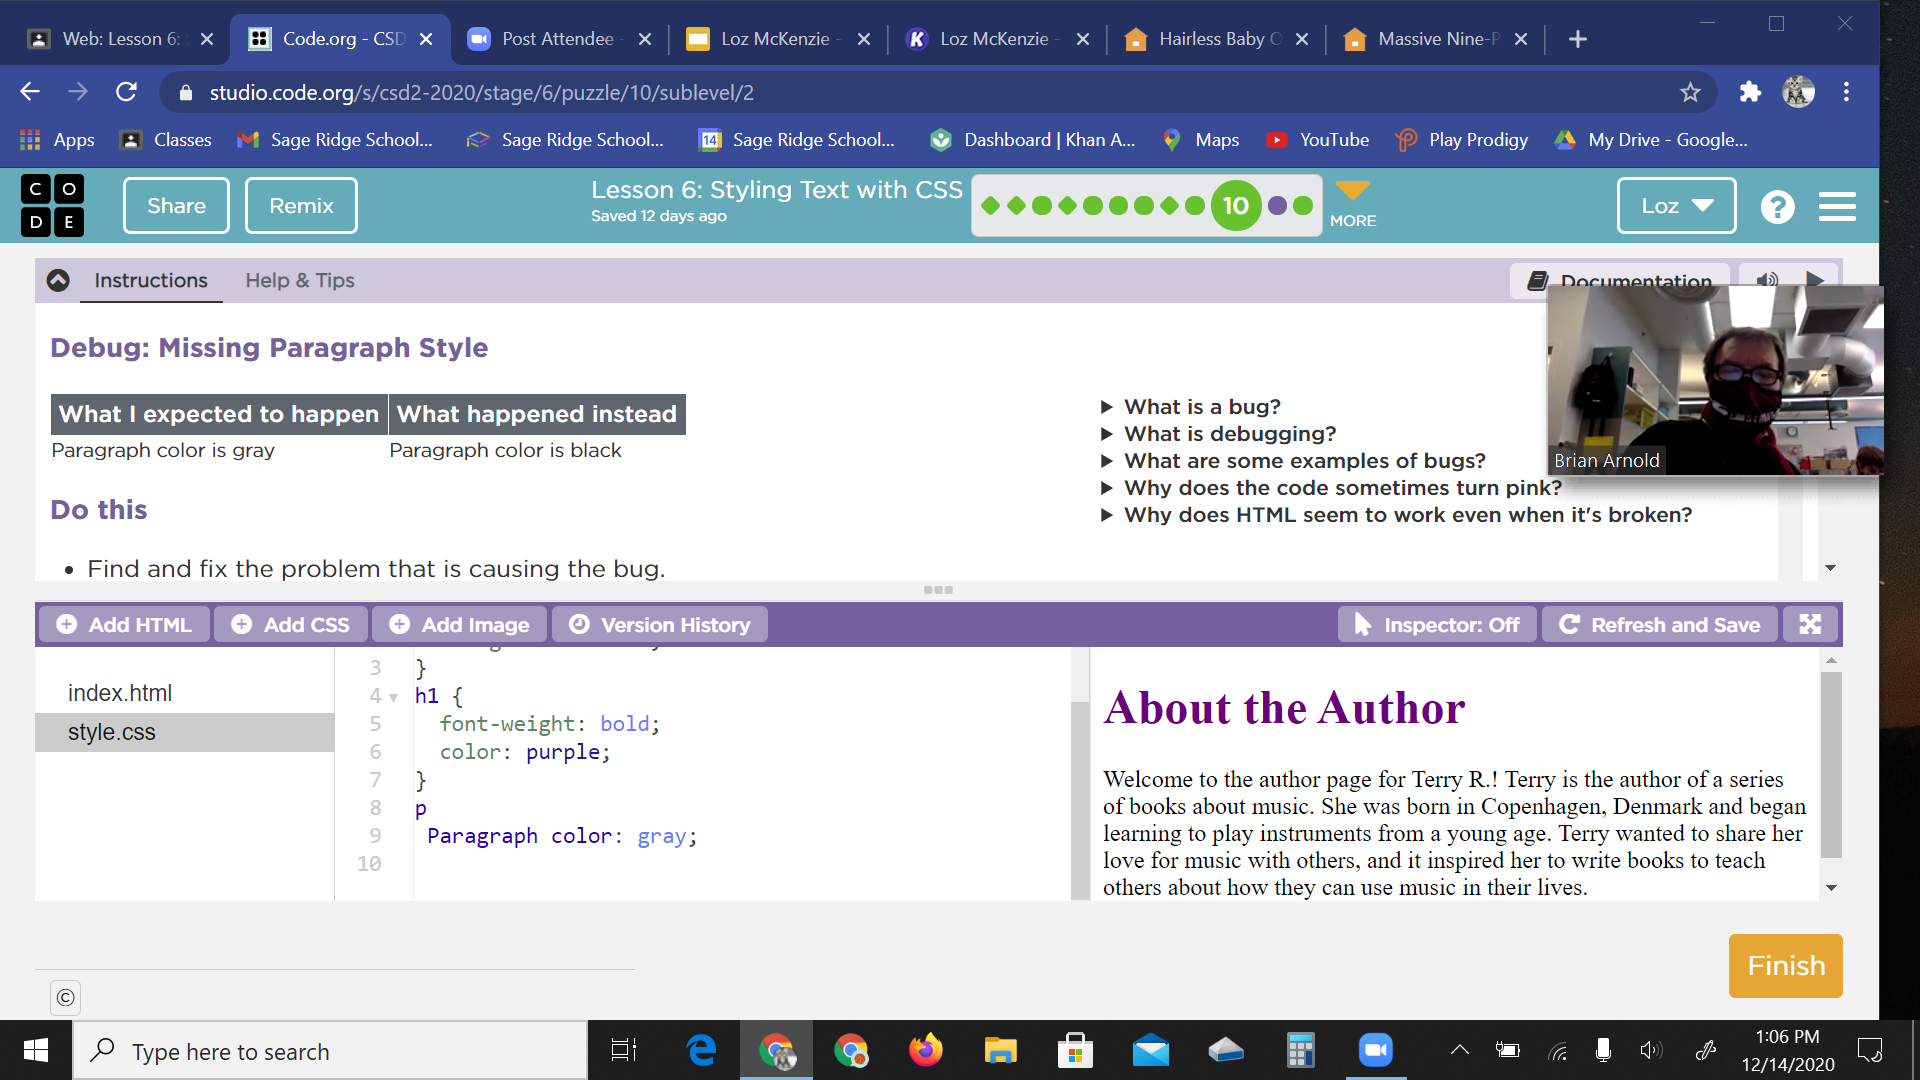 Web: Lesson 6:
Code.org - CSD
Post Attendee -
Loz McKenzie -
Loz McKenzie -
Hairless Baby O
Massive Nine-P
studio.code.org/s/csd2-2020/stage/6/puzzle/10/sublevel/2
Apps
Classes
Sage Ridge School...
Sage Ridge School...
14
Sage Ridge School...
Dashboard | Khan A...
Maps
YouTube
Play Prodigy
My Drive - Google...
C O
D E
Share
Remix
Lesson 6: Styling Text with CSS
Saved 12 days ago
10
MORE
Loz
?
Instructions
Help & Tips
Documentation
Debug: Missing Paragraph Style
What I expected to happen
What happened instead
Paragraph color is gray
Paragraph color is black
What is a bug?
What is debugging?
What are some examples of bugs?
Why does the code sometimes turn pink?
Why does HTML seem to work even when it's broken?
Brian Arnold
Do this
• Find and fix the problem that is causing the bug.
Add HTML
Add CSS
Add Image
Version History
Inspector: Off
Refresh and Save
index.html
style.css
3 }
4 h1 {
5 font-weight: bold;
6 color: purple;
7 }
8 p
9 Paragraph color: gray;
10
About the Author
Welcome to the author page for Terry R.! Terry is the author of a series
of books about music. She was born in Copenhagen, Denmark and began
learning to play instruments from a young age. Terry wanted to share her
love for music with others, and it inspired her to write books to teach
others about how they can use music in their lives.
Finish
©
Type here to search
1:06 PM
12/14/2020